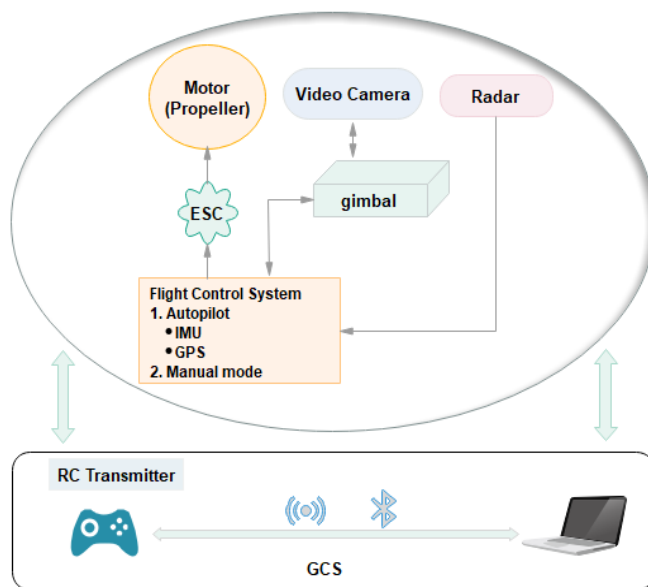 Motor
(Propeller)
Video Camera
Radar
gimbal
ESC
Flight Control System
1. Autopilot
• IMU
• GPS
2. Manual mode
RC Transmitter
GCS